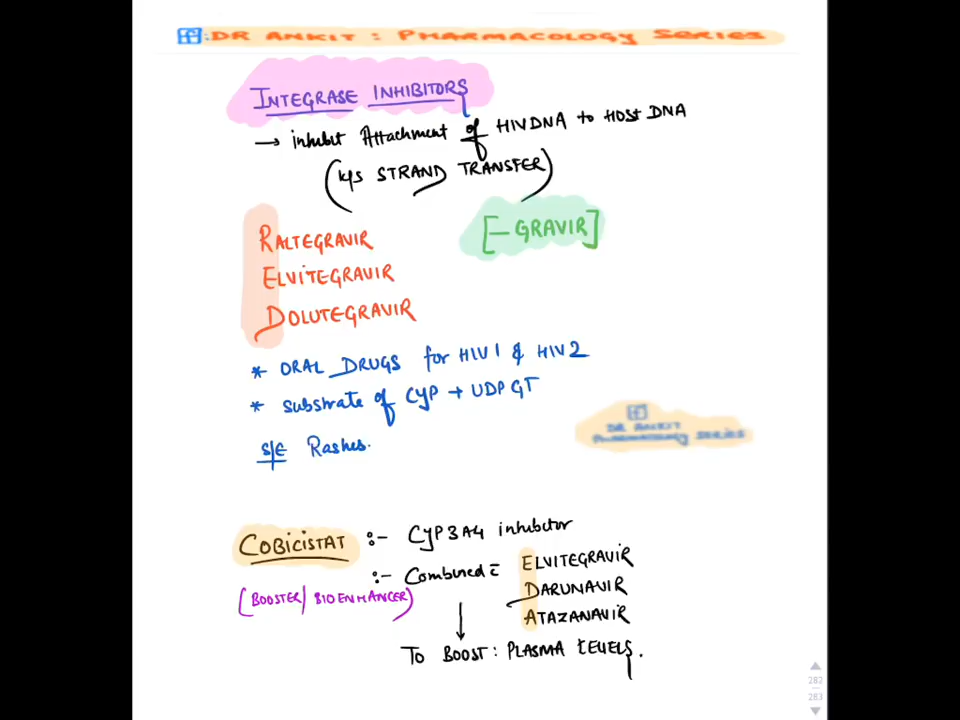 DR ANKIT : PHARMACOLOGY SERIES
INTEGRASE INHIBITORS
→ inhibit Attachment of HIV DNA to HOST DNA
(k/s STRAND TRANSFER)
[– GRAVIR]
RALTEGRAVIR
ELVITEGRAVIR
DOLUTEGRAVIR
* ORAL DRUGS for HIV1 & HIV2
* Substrate of CYP + UDPGT
S/E Rashes.
DR ANKIT
PHARMACOLOGY SERIES
COBICISTAT :- CYP3A4 inhibitor
:- Combined c̄ ELVITEGRAVIR
(BOOSTER/BIOENHANCER)
DARUNAVIR
ATAZANAVIR
↓
TO BOOST : PLASMA LEVELS.
282
283